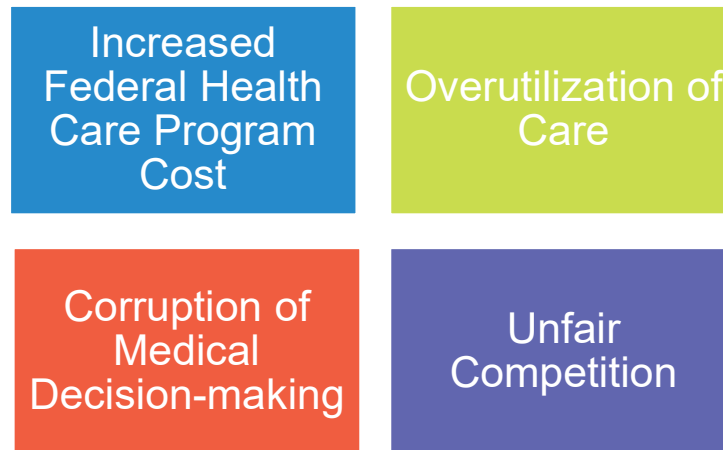 Increased
Federal Health
Care Program
Cost
Overutilization of
Care
Corruption of
Medical
Decision-making
Unfair
Competition